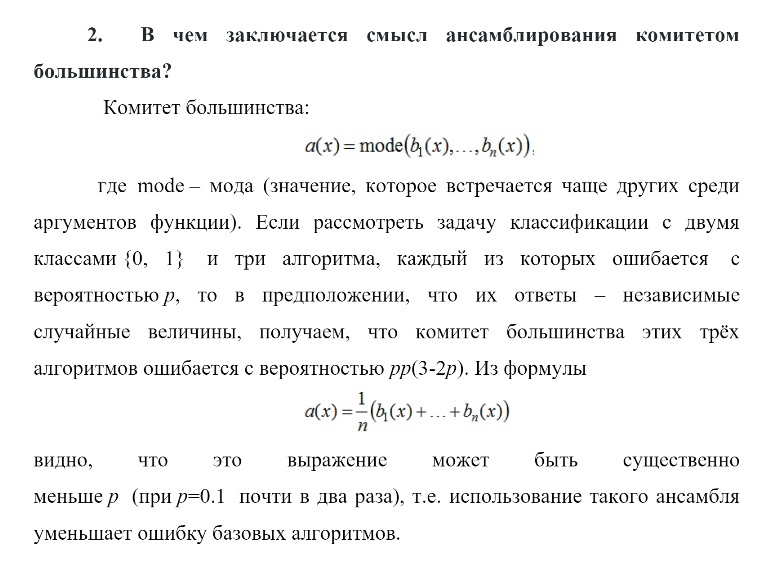 2. В чем заключается смысл ансамблирования комитетом
большинства?
Комитет большинства:
a(x) = mode(b₁(x),…,bₙ(x)),
где mode – мода (значение, которое встречается чаще других среди
аргументов функции). Если рассмотреть задачу классификации с двумя
классами {0, 1} и три алгоритма, каждый из которых ошибается с
вероятностью p, то в предположении, что их ответы – независимые
случайные величины, получаем, что комитет большинства этих трёх
алгоритмов ошибается с вероятностью pp(3-2p). Из формулы
a(x) = 1/n (b₁(x) + … + bₙ(x))
видно, что это выражение может быть существенно
меньше p (при p=0.1 почти в два раза), т.е. использование такого ансамбля
уменьшает ошибку базовых алгоритмов.